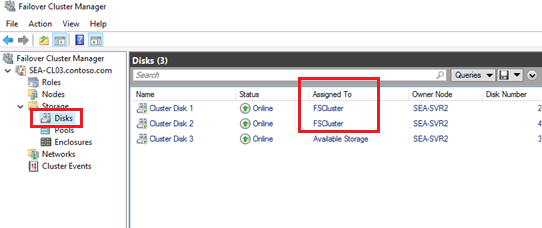 Failover Cluster Manager
File Action View Help
Failover Cluster Manager
SEA-CL03.contoso.com
Roles
Nodes
Storage
Disks
Pools
Enclosures
Networks
Cluster Events
Disks (3)
Search Queries
Name Status Assigned To Owner Node Disk Number
Cluster Disk 1 Online FSCluster SEA-SVR2 2
Cluster Disk 2 Online FSCluster SEA-SVR2 4
Cluster Disk 3 Online Available Storage SEA-SVR2 3